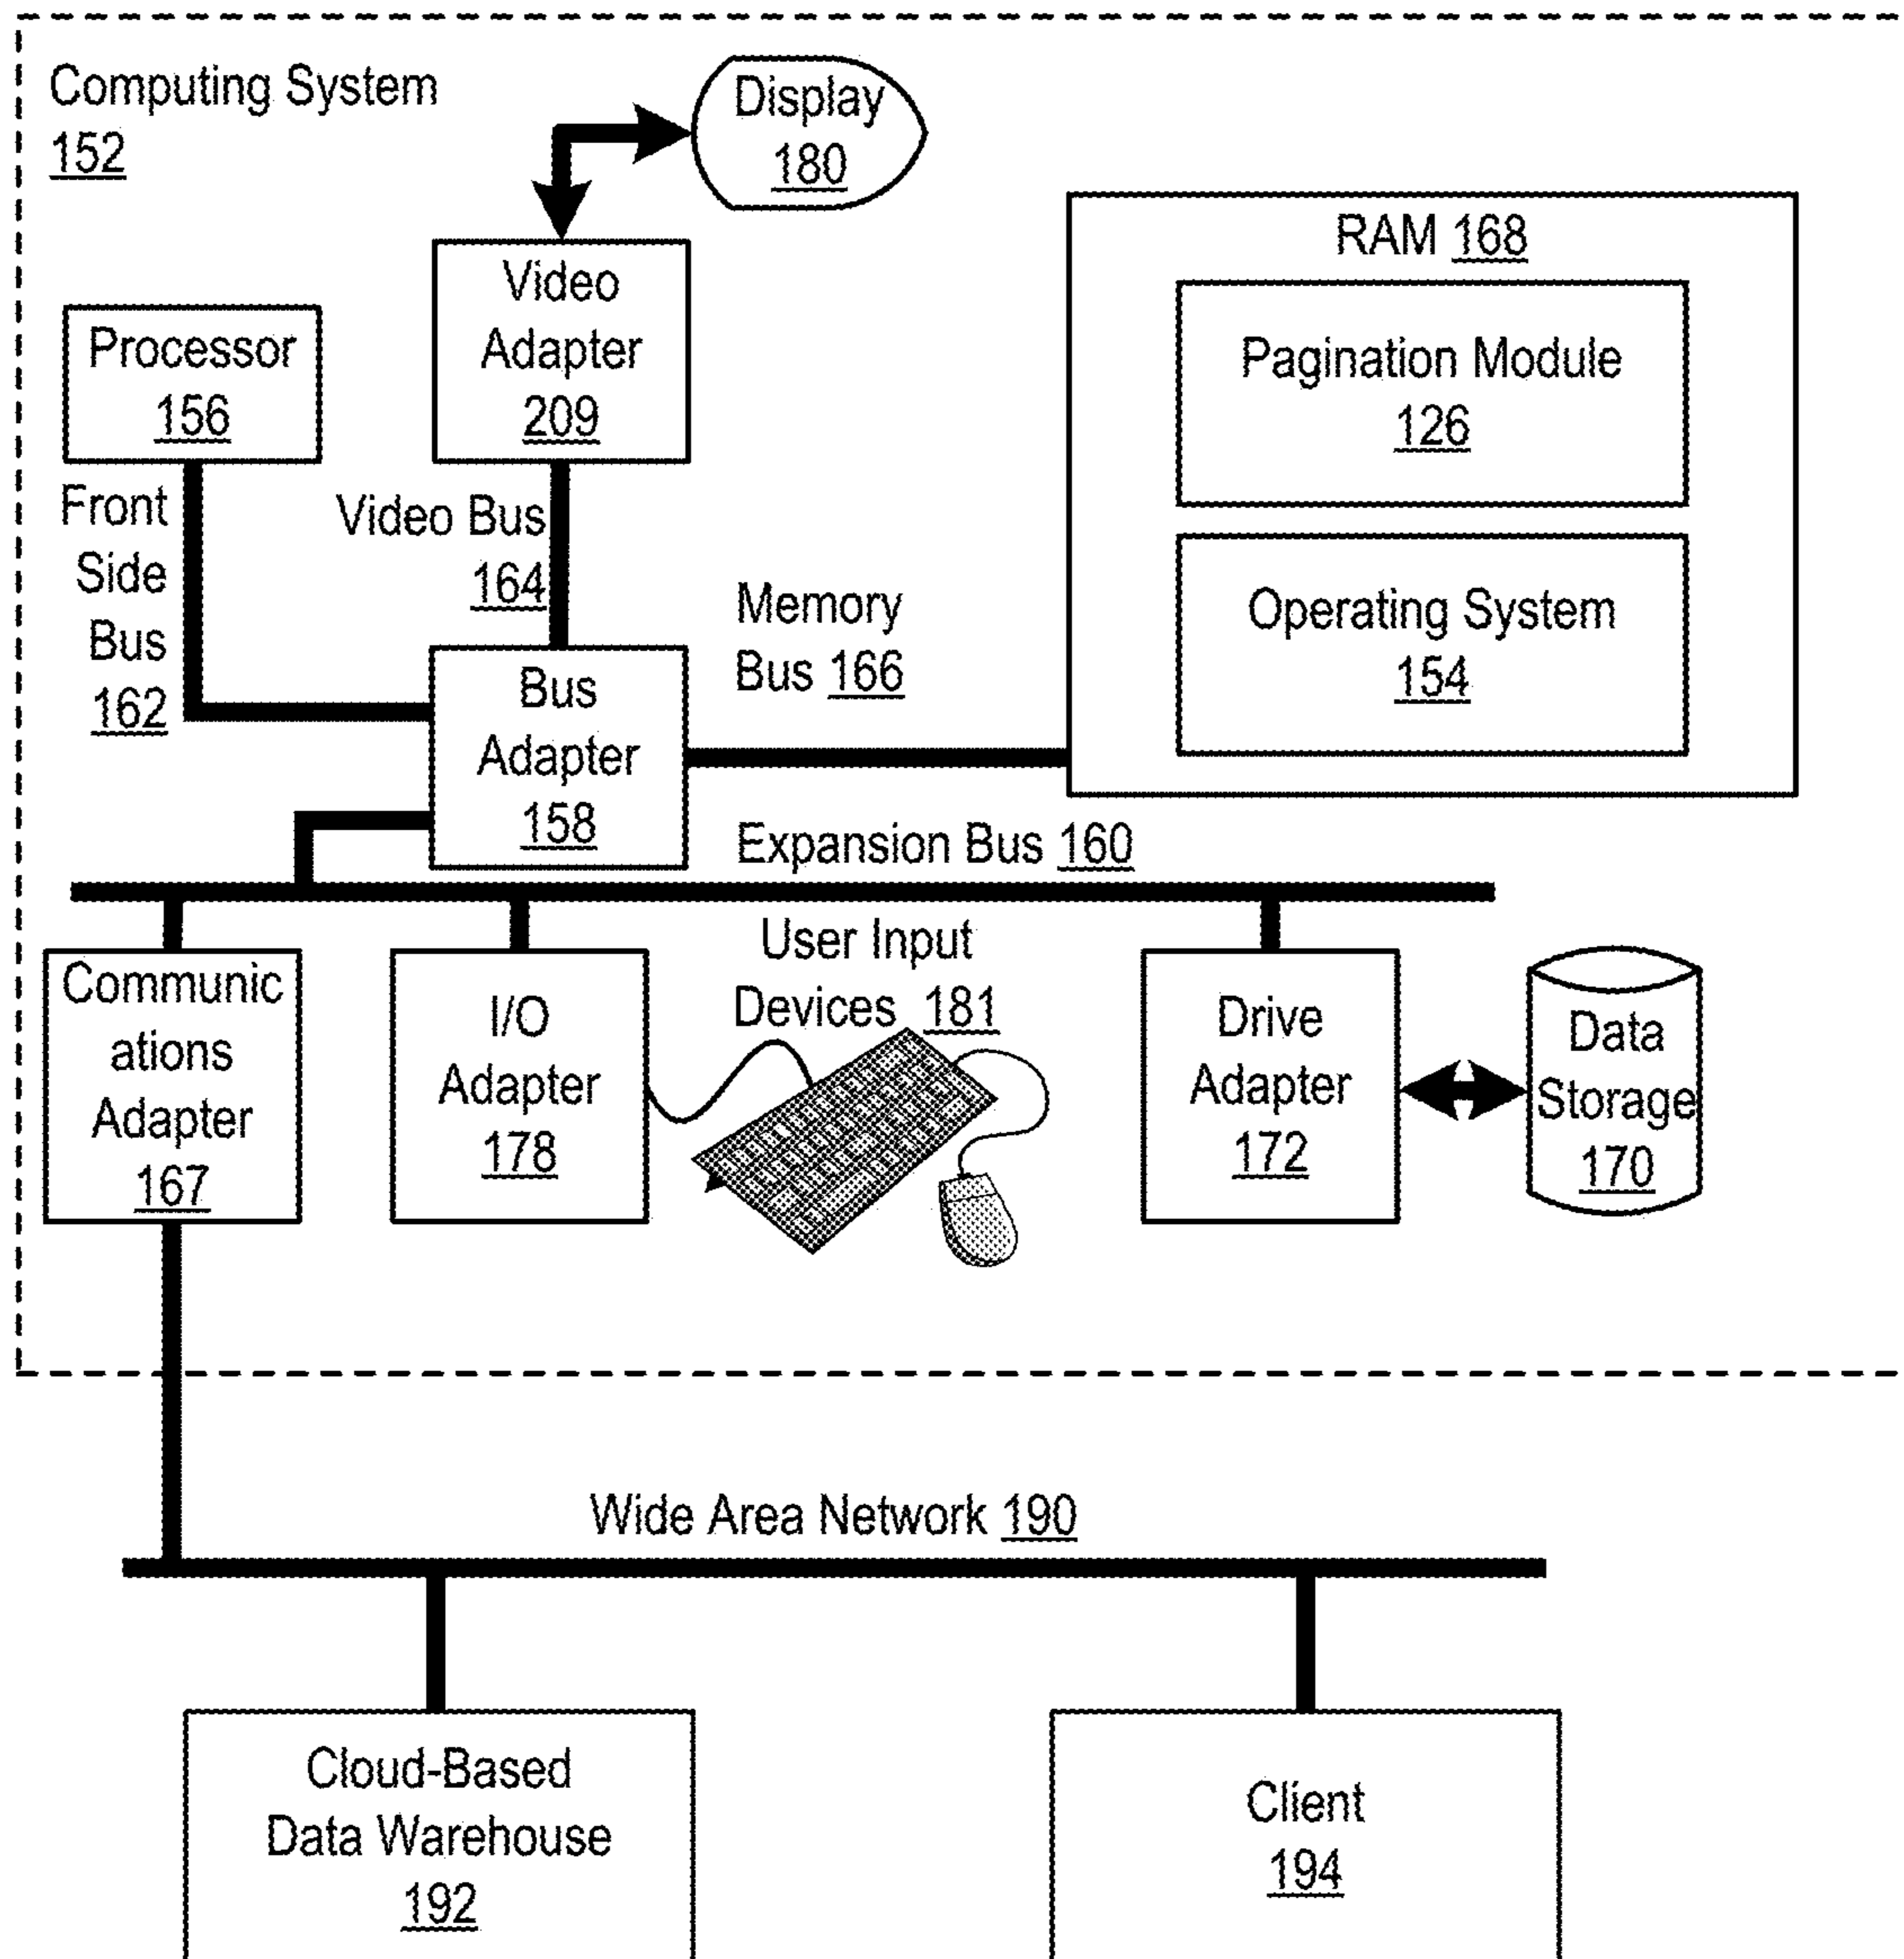 Computing System
152
Display
180
Video
Adapter
209
Processor
156
RAM 168
Pagination Module
126
Operating System
154
Front
Side
Bus
162
Video Bus
164
Memory
Bus 166
Bus
Adapter
158
Expansion Bus 160
Communic
ations
Adapter
167
I/O
Adapter
178
User Input
Devices 181
Drive
Adapter
172
Data
Storage
170
Wide Area Network 190
Cloud-Based
Data Warehouse
192
Client
194